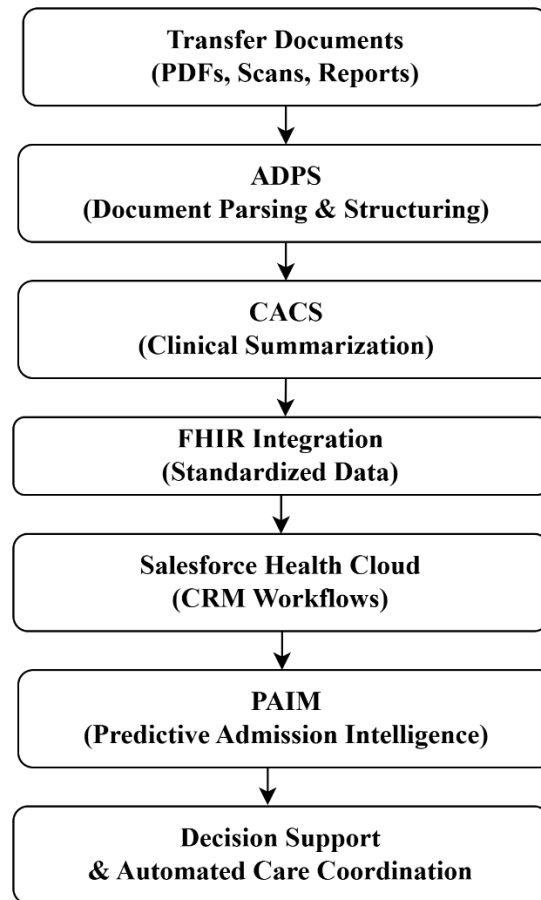 Transfer Documents
(PDFs, Scans, Reports)
ADPS
(Document Parsing & Structuring)
CACS
(Clinical Summarization)
FHIR Integration
(Standardized Data)
Salesforce Health Cloud
(CRM Workflows)
PAIM
(Predictive Admission Intelligence)
Decision Support
& Automated Care Coordination